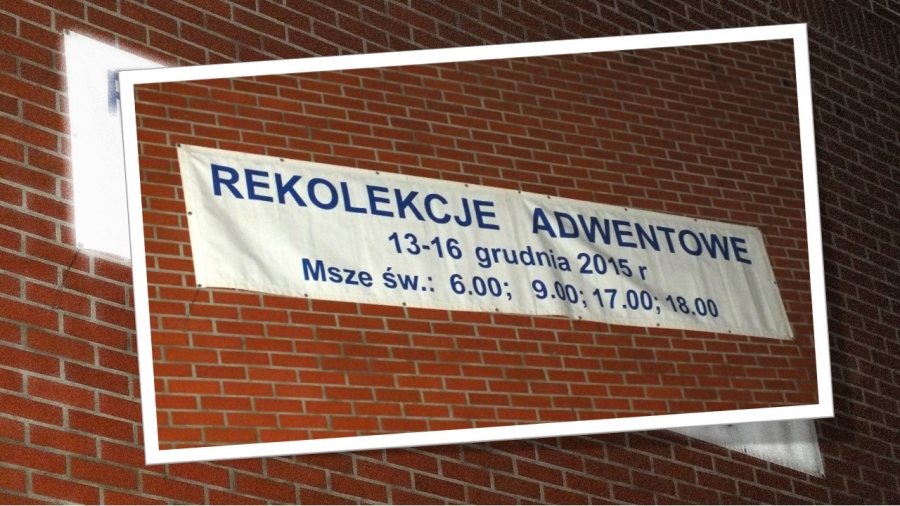 REKOLEKCJE ADWENTOWE
13-16 grudnia 2015 r
Msze św.: 6.00; 9.00; 17.00; 18.00